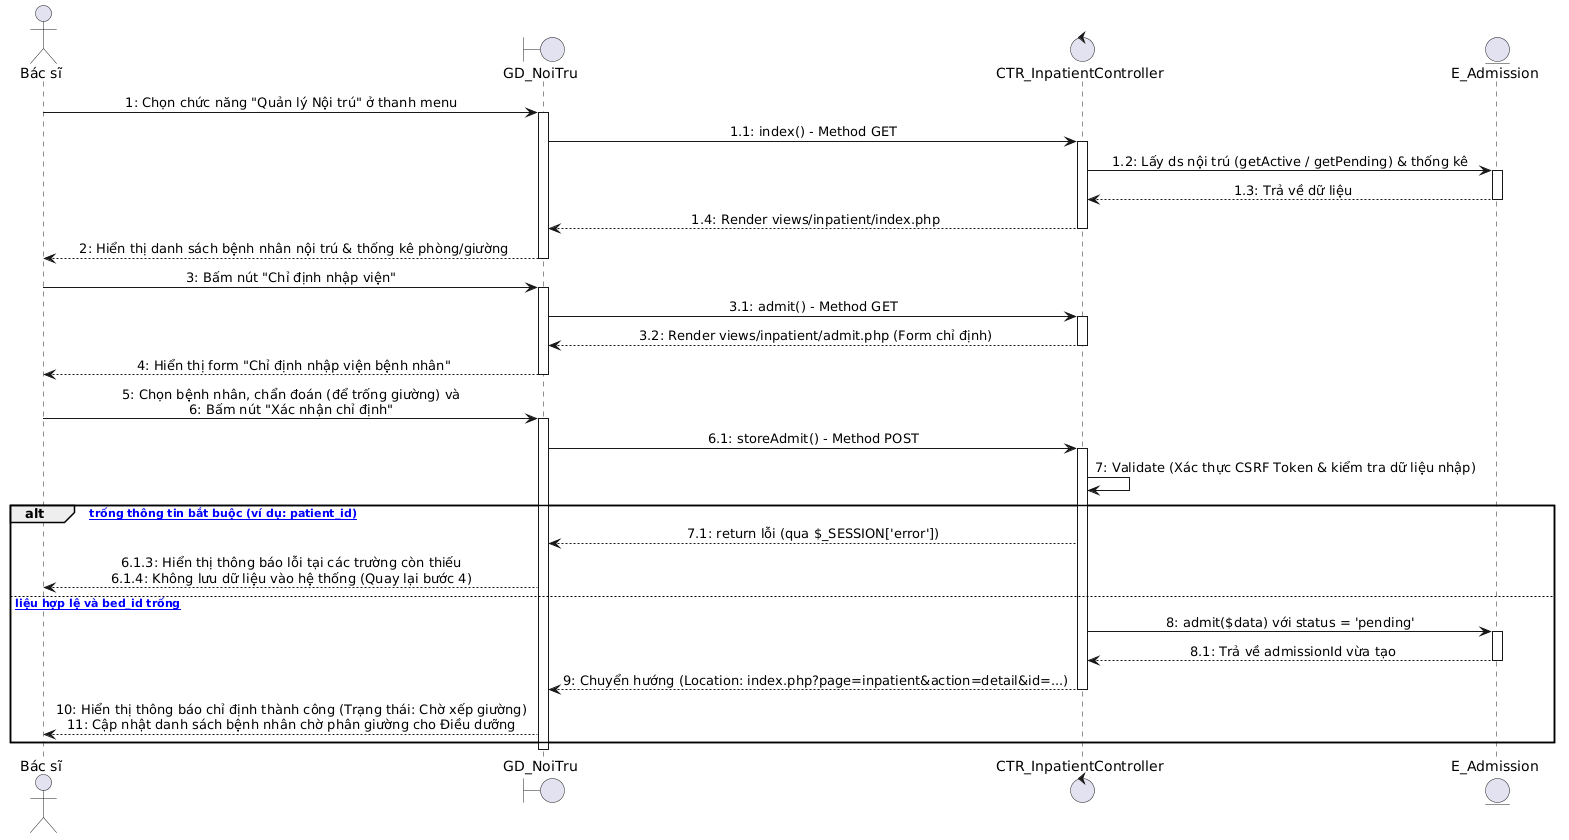 Bác sĩ
GD_NoiTru
CTR_InpatientController
E_Admission
1: Chọn chức năng "Quản lý Nội trú" ở thanh menu
1.1: index() - Method GET
1.2: Lấy ds nội trú (getActive / getPending) & thống kê
1.3: Trả về dữ liệu
1.4: Render views/inpatient/index.php
2: Hiển thị danh sách bệnh nhân nội trú & thống kê phòng/giường
3: Bấm nút "Chỉ định nhập viện"
3.1: admit() - Method GET
3.2: Render views/inpatient/admit.php (Form chỉ định)
4: Hiển thị form "Chỉ định nhập viện bệnh nhân"
5: Chọn bệnh nhân, chẩn đoán (để trống giường) và
6: Bấm nút "Xác nhận chỉ định"
6.1: storeAdmit() - Method POST
7: Validate (Xác thực CSRF Token & kiểm tra dữ liệu nhập)
alt
trống thông tin bắt buộc (ví dụ: patient_id)
7.1: return lỗi (qua $_SESSION['error'])
6.1.3: Hiển thị thông báo lỗi tại các trường còn thiếu
6.1.4: Không lưu dữ liệu vào hệ thống (Quay lại bước 4)
liệu hợp lệ và bed_id trống
8: admit($data) với status = 'pending'
8.1: Trả về admissionId vừa tạo
9: Chuyển hướng (Location: index.php?page=inpatient&action=detail&id=...)
10: Hiển thị thông báo chỉ định thành công (Trạng thái: Chờ xếp giường)
11: Cập nhật danh sách bệnh nhân chờ phân giường cho Điều dưỡng
Bác sĩ
GD_NoiTru
CTR_InpatientController
E_Admission